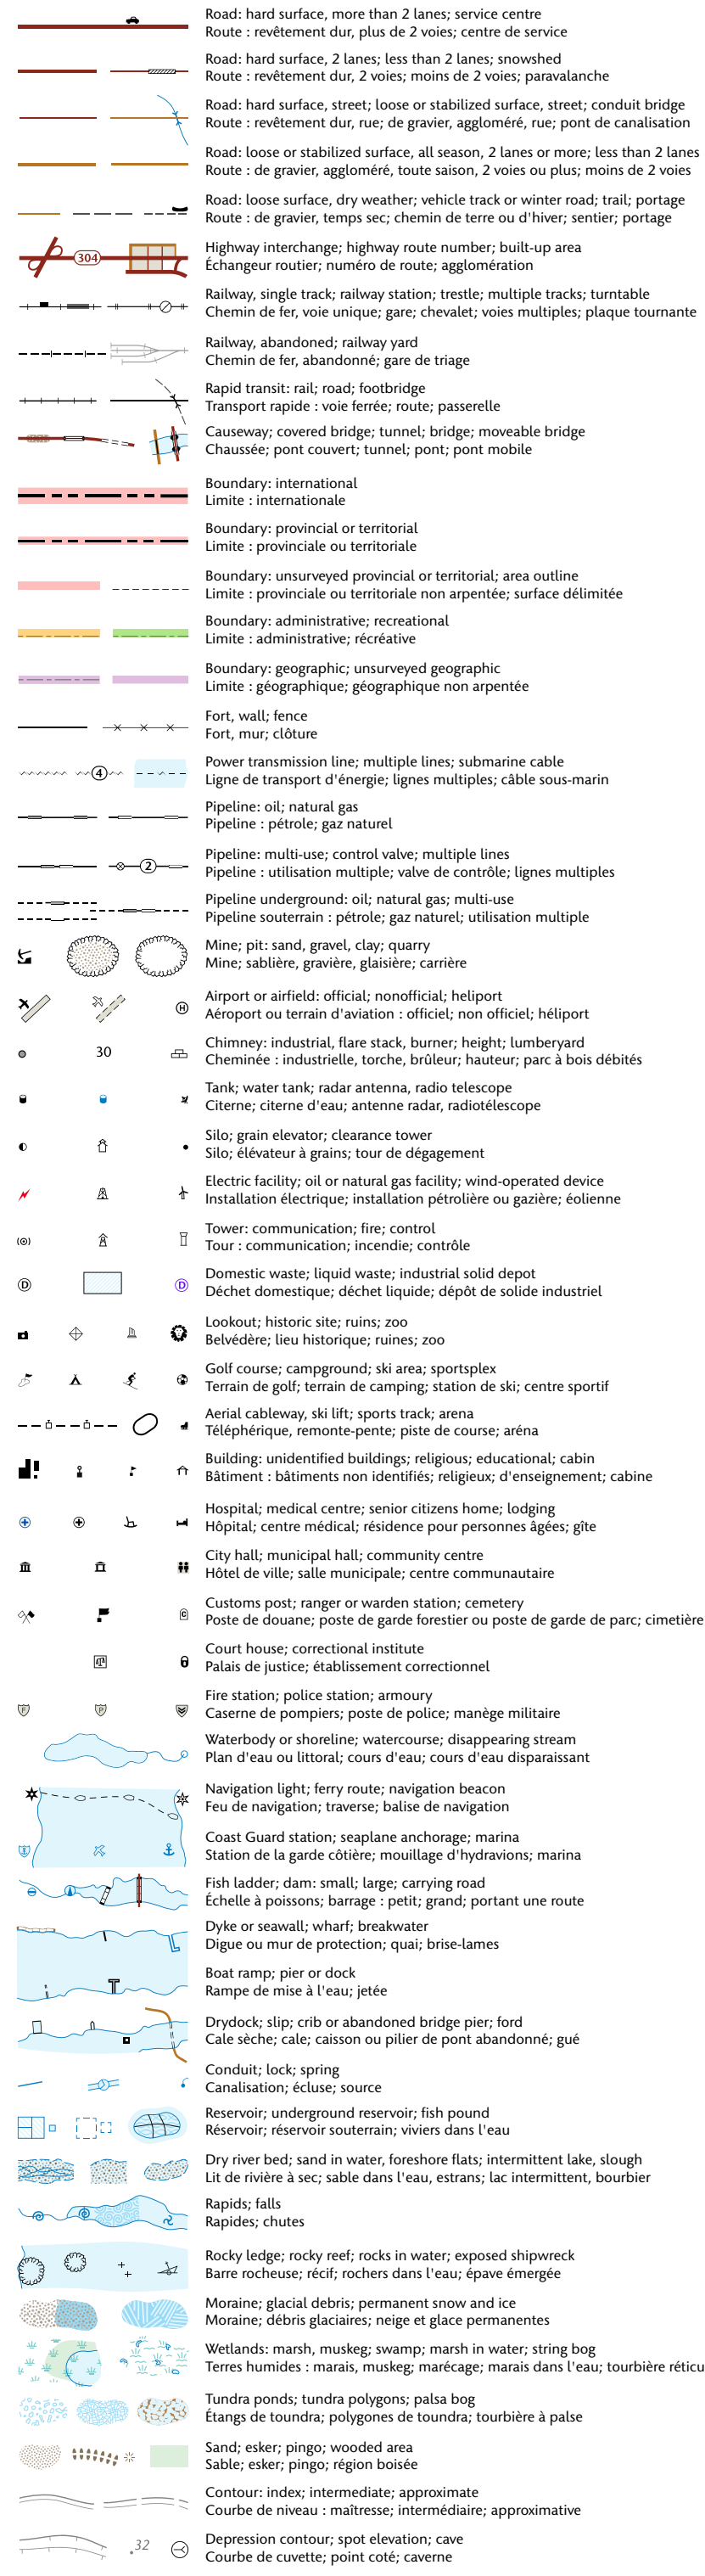 Road: hard surface, more than 2 lanes; service centre
Route : revêtement dur, plus de 2 voies; centre de service
Road: hard surface, 2 lanes; less than 2 lanes; snowshed
Route : revêtement dur, 2 voies; moins de 2 voies; paravalanche
Road: hard surface, street; loose or stabilized surface, street; conduit bridge
Route : revêtement dur, rue; de gravier, aggloméré, rue; pont de canalisation
Road: loose or stabilized surface, all season, 2 lanes or more; less than 2 lanes
Route : de gravier, aggloméré, toute saison, 2 voies ou plus; moins de 2 voies
Road: loose surface, dry weather; vehicle track or winter road; trail; portage
Route : de gravier, temps sec; chemin de terre ou d'hiver; sentier; portage
304
Highway interchange; highway route number; built-up area
Échangeur routier; numéro de route; agglomération
Railway, single track; railway station; trestle; multiple tracks; turntable
Chemin de fer, voie unique; gare; chevalet; voies multiples; plaque tournante
Railway, abandoned; railway yard
Chemin de fer, abandonné; gare de triage
Rapid transit: rail; road; footbridge
Transport rapide : voie ferrée; route; passerelle
Causeway; covered bridge; tunnel; bridge; moveable bridge
Chaussée; pont couvert; tunnel; pont; pont mobile
Boundary: international
Limite : internationale
Boundary: provincial or territorial
Limite : provinciale ou territoriale
Boundary: unsurveyed provincial or territorial; area outline
Limite : provinciale ou territoriale non arpentée; surface délimitée
Boundary: administrative; recreational
Limite : administrative; récréative
Boundary: geographic; unsurveyed geographic
Limite : géographique; géographique non arpentée
Fort, wall; fence
Fort, mur; clôture
4
Power transmission line; multiple lines; submarine cable
Ligne de transport d'énergie; lignes multiples; câble sous-marin
Pipeline: oil; natural gas
Pipeline : pétrole; gaz naturel
2
Pipeline: multi-use; control valve; multiple lines
Pipeline : utilisation multiple; valve de contrôle; lignes multiples
Pipeline underground: oil; natural gas; multi-use
Pipeline souterrain : pétrole; gaz naturel; utilisation multiple
Mine; pit: sand, gravel, clay; quarry
Mine; sablière, gravière, glaisière; carrière
H
Airport or airfield: official; nonofficial; heliport
Aéroport ou terrain d'aviation : officiel; non officiel; héliport
30
Chimney: industrial, flare stack, burner; height; lumberyard
Cheminée : industrielle, torche, brûleur; hauteur; parc à bois débités
Tank; water tank; radar antenna, radio telescope
Citerne; citerne d'eau; antenne radar, radiotélescope
Silo; grain elevator; clearance tower
Silo; élévateur à grains; tour de dégagement
Electric facility; oil or natural gas facility; wind-operated device
Installation électrique; installation pétrolière ou gazière; éolienne
Tower: communication; fire; control
Tour : communication; incendie; contrôle
D D
Domestic waste; liquid waste; industrial solid depot
Déchet domestique; déchet liquide; dépôt de solide industriel
Lookout; historic site; ruins; zoo
Belvédère; lieu historique; ruines; zoo
Golf course; campground; ski area; sportsplex
Terrain de golf; terrain de camping; station de ski; centre sportif
Aerial cableway, ski lift; sports track; arena
Téléphérique, remonte-pente; piste de course; aréna
Building: unidentified buildings; religious; educational; cabin
Bâtiment : bâtiments non identifiés; religieux; d'enseignement; cabine
Hospital; medical centre; senior citizens home; lodging
Hôpital; centre médical; résidence pour personnes âgées; gîte
City hall; municipal hall; community centre
Hôtel de ville; salle municipale; centre communautaire
C
Customs post; ranger or warden station; cemetery
Poste de douane; poste de garde forestier ou poste de garde de parc; cimetière
Court house; correctional institute
Palais de justice; établissement correctionnel
F P
Fire station; police station; armoury
Caserne de pompiers; poste de police; manège militaire
Waterbody or shoreline; watercourse; disappearing stream
Plan d'eau ou littoral; cours d'eau; cours d'eau disparaissant
Navigation light; ferry route; navigation beacon
Feu de navigation; traverse; balise de navigation
Coast Guard station; seaplane anchorage; marina
Station de la garde côtière; mouillage d'hydravions; marina
Fish ladder; dam: small; large; carrying road
Échelle à poissons; barrage : petit; grand; portant une route
Dyke or seawall; wharf; breakwater
Digue ou mur de protection; quai; brise-lames
Boat ramp; pier or dock
Rampe de mise à l'eau; jetée
Drydock; slip; crib or abandoned bridge pier; ford
Cale sèche; cale; caisson ou pilier de pont abandonné; gué
Conduit; lock; spring
Canalisation; écluse; source
Reservoir; underground reservoir; fish pound
Réservoir; réservoir souterrain; viviers dans l'eau
Dry river bed; sand in water, foreshore flats; intermittent lake, slough
Lit de rivière à sec; sable dans l'eau, estrans; lac intermittent, bourbier
Rapids; falls
Rapides; chutes
Rocky ledge; rocky reef; rocks in water; exposed shipwreck
Barre rocheuse; récif; rochers dans l'eau; épave émergée
Moraine; glacial debris; permanent snow and ice
Moraine; débris glaciaires; neige et glace permanentes
Wetlands: marsh, muskeg; swamp; marsh in water; string bog
Terres humides : marais, muskeg; marécage; marais dans l'eau; tourbière réticu
Tundra ponds; tundra polygons; palsa bog
Étangs de toundra; polygones de toundra; tourbière à palse
Sand; esker; pingo; wooded area
Sable; esker; pingo; région boisée
Contour: index; intermediate; approximate
Courbe de niveau : maîtresse; intermédiaire; approximative
32
Depression contour; spot elevation; cave
Courbe de cuvette; point coté; caverne